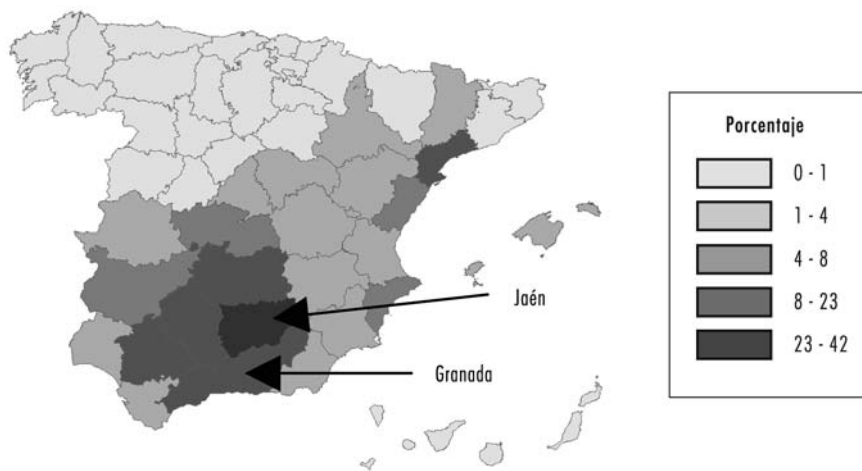 Porcentaje
0 - 1
1 - 4
4 - 8
8 - 23
23 - 42
Jaén
Granada